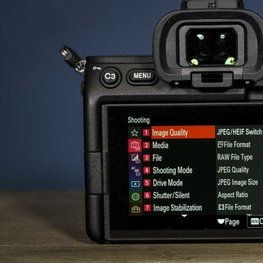 C3 MENU
Shooting
1 Image Quality JPEG/HEIF Switch
2 Media File Format
3 File RAW File Type
4 Shooting Mode JPEG Quality
5 Drive Mode JPEG Image Size
6 Shutter/Silent Aspect Ratio
7 Image Stabilization File Format
Page